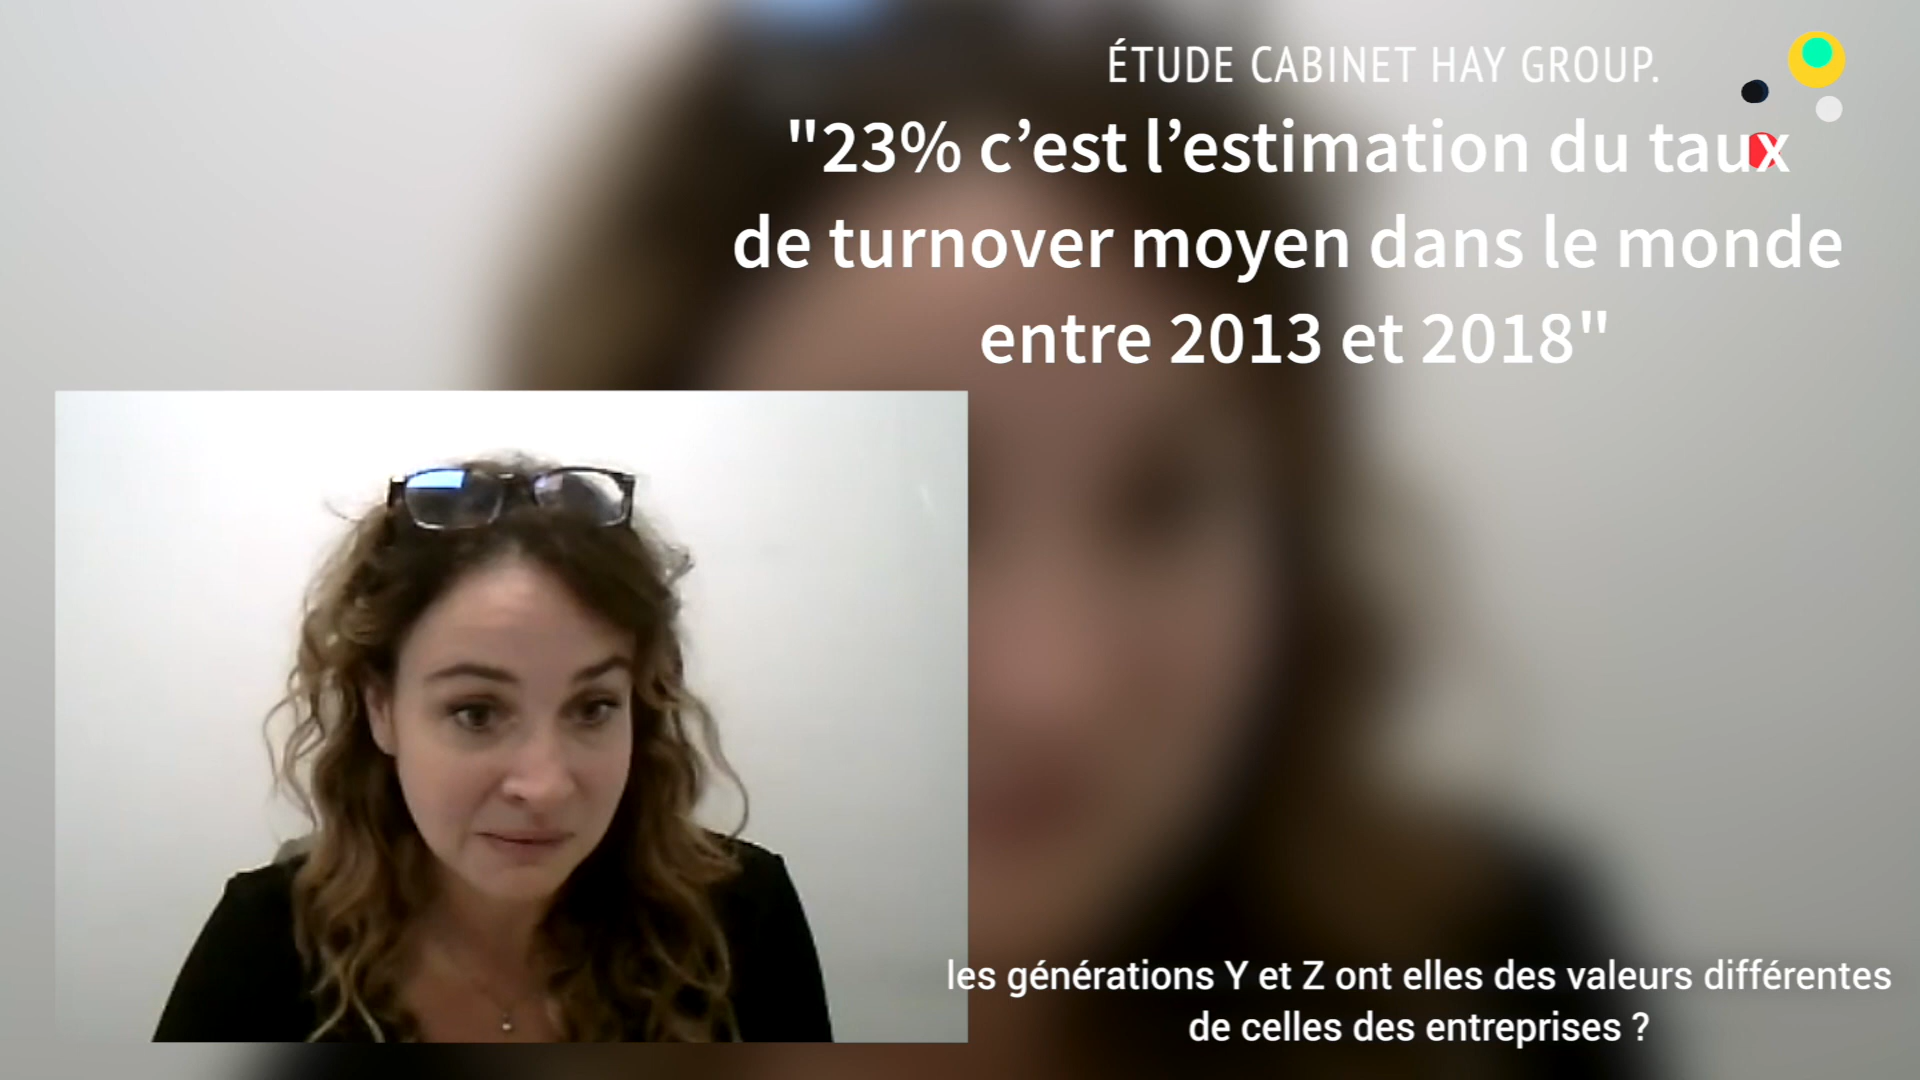 ÉTUDE CABINET HAY GROUP.
"23% c’est l’estimation du taux
de turnover moyen dans le monde
entre 2013 et 2018"
les générations Y et Z ont elles des valeurs différentes
de celles des entreprises ?